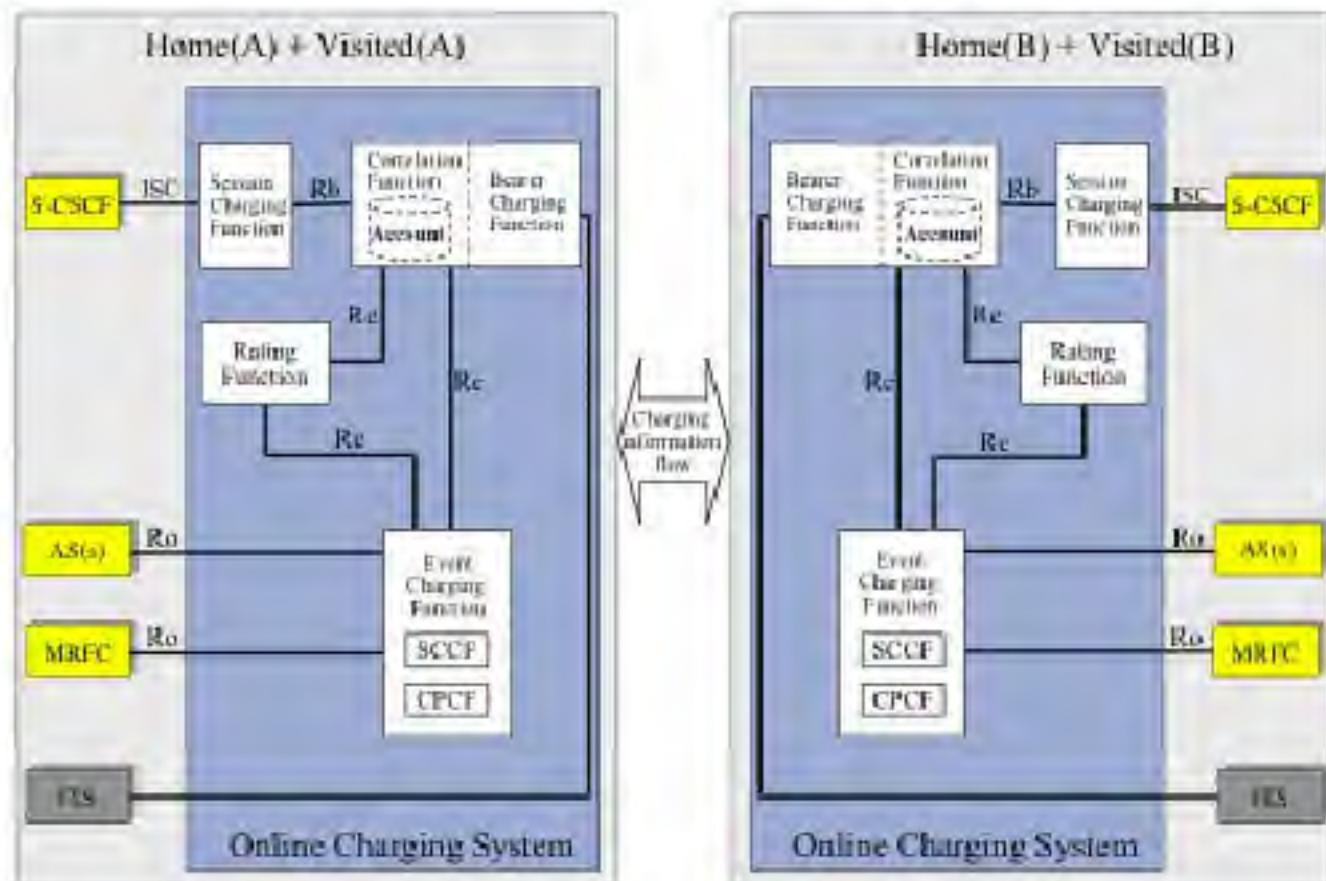 Home(A) + Visited(A)
S-CSCF
ISC
Session
Charging
Function
Rb
Correlation
Function
Account
Bearer
Charging
Function
Re
Rating
Function
Rc
Re
AS(s)
Ro
Event
Charging
Function
SCCF
CPCF
MRFC
Ro
Online Charging System
Charging
information
flow
Home(B) + Visited(B)
Bearer
Charging
Function
Correlation
Function
Account
Rb
Session
Charging
Function
ISC
S-CSCF
Re
Rating
Function
Rc
Re
Event
Charging
Function
SCCF
CPCF
Ro
AS(s)
Ro
MRFC
Online Charging System